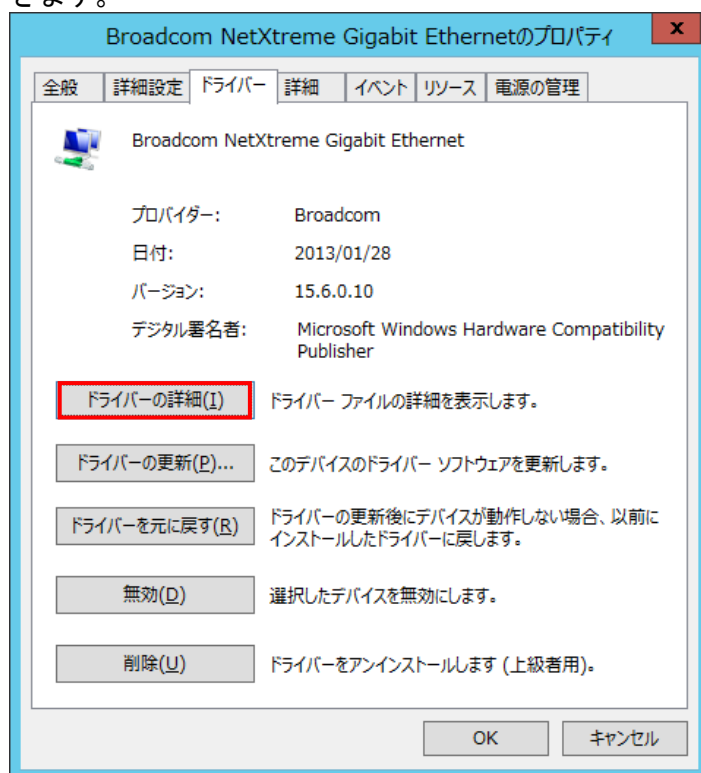 きます。
Broadcom NetXtreme Gigabit Ethernetのプロパティ
x
全般 詳細設定 ドライバー 詳細 イベント リソース 電源の管理
Broadcom NetXtreme Gigabit Ethernet
プロバイダー: Broadcom
日付: 2013/01/28
バージョン: 15.6.0.10
デジタル署名者: Microsoft Windows Hardware Compatibility
Publisher
ドライバーの詳細(I) ドライバー ファイルの詳細を表示します。
ドライバーの更新(P)... このデバイスのドライバー ソフトウェアを更新します。
ドライバーを元に戻す(R) ドライバーの更新後にデバイスが動作しない場合、以前に
インストールしたドライバーに戻します。
無効(D) 選択したデバイスを無効にします。
削除(U) ドライバーをアンインストールします (上級者用)。
OK キャンセル